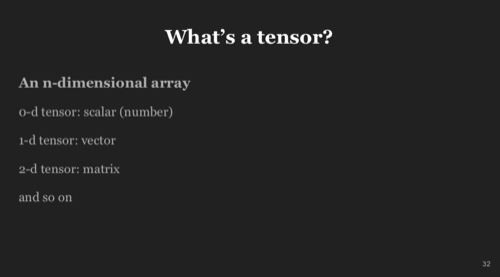 What’s a tensor?
An n-dimensional array
0-d tensor: scalar (number)
1-d tensor: vector
2-d tensor: matrix
and so on
32